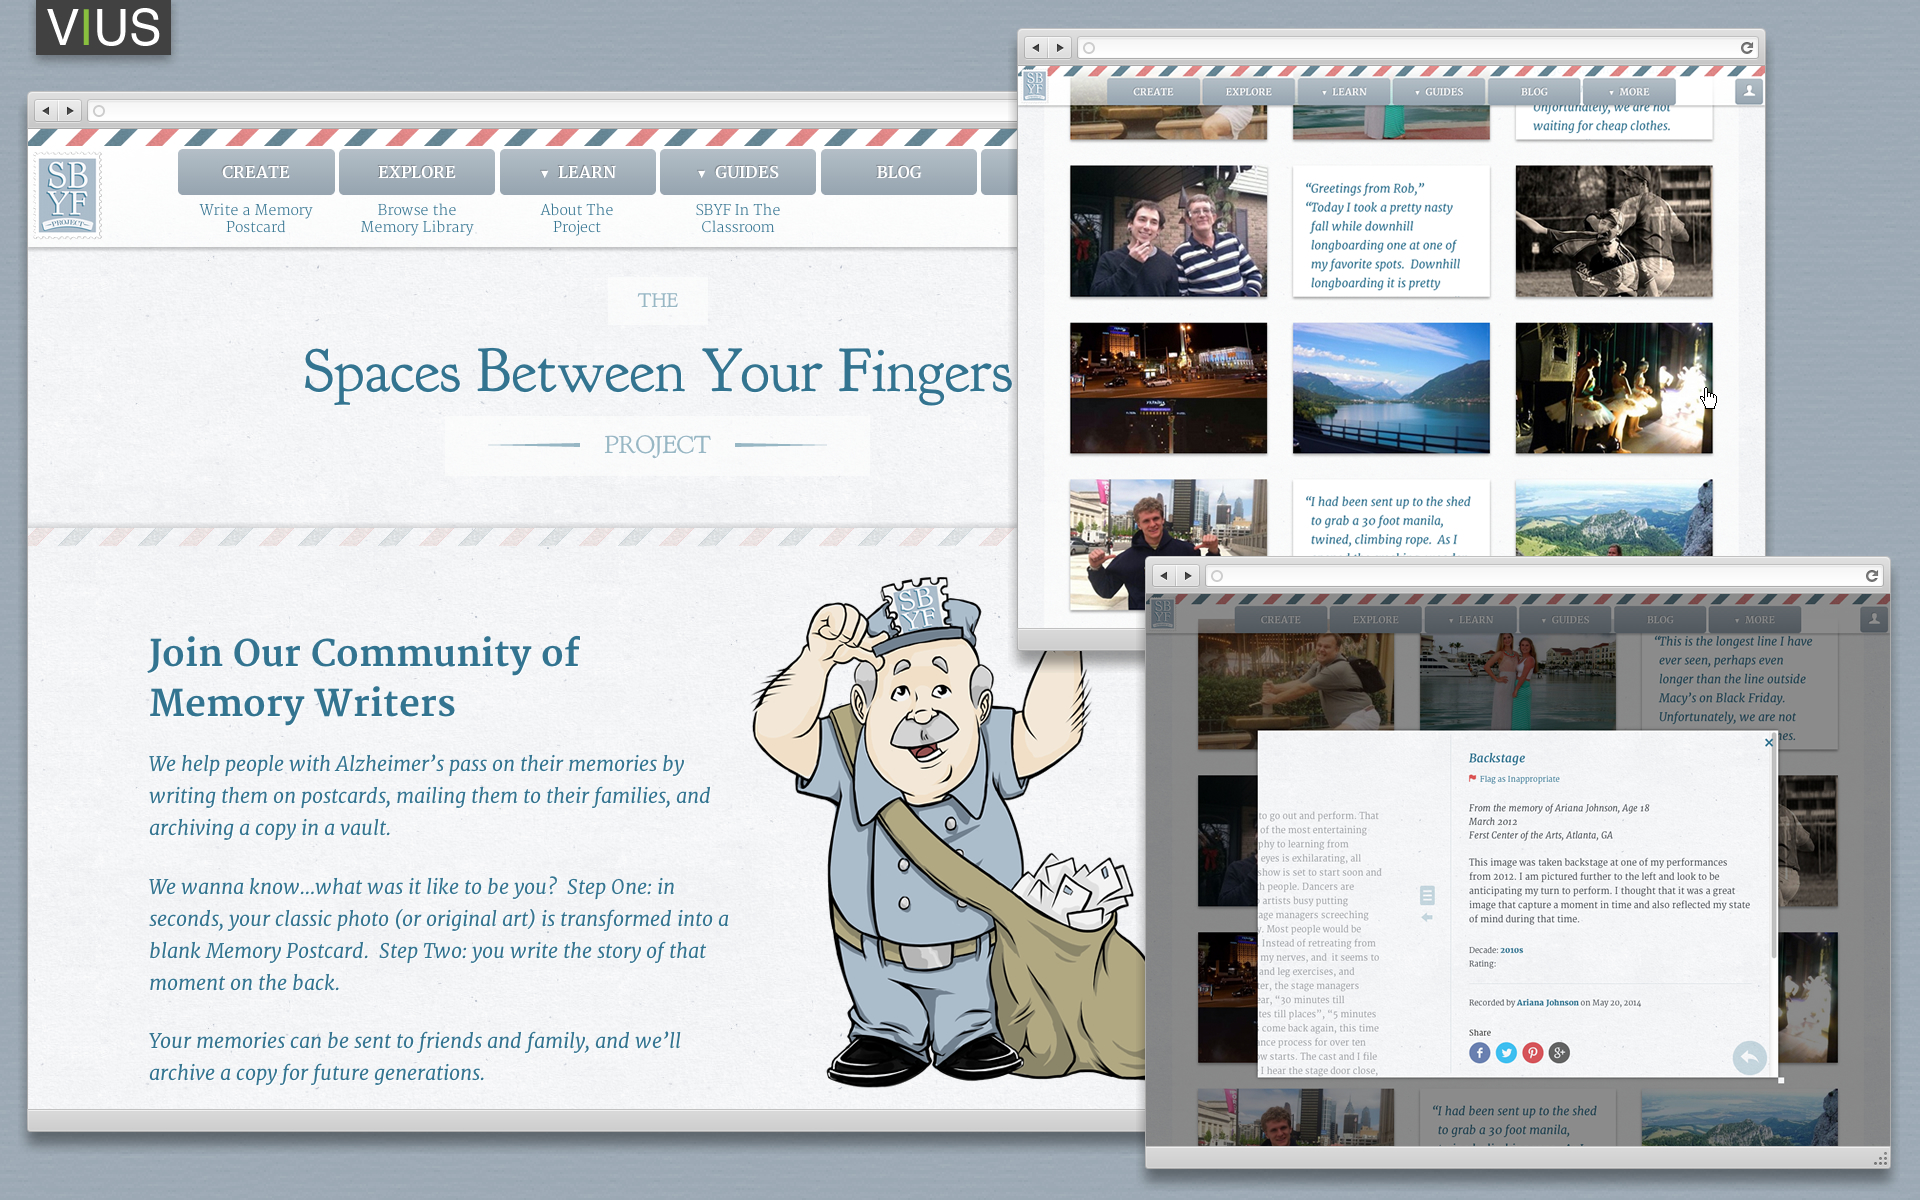 VIUS
SB
YF
PROJECT
CREATE
EXPLORE
▼ LEARN
▼ GUIDES
BLOG
Write a Memory
Postcard
Browse the
Memory Library
About The
Project
SBYF In The
Classroom
THE
Spaces Between Your Fingers
PROJECT
Join Our Community of
Memory Writers
We help people with Alzheimer’s pass on their memories by
writing them on postcards, mailing them to their families, and
archiving a copy in a vault.
We wanna know...what was it like to be you?  Step One: in
seconds, your classic photo (or original art) is transformed into a
blank Memory Postcard.  Step Two: you write the story of that
moment on the back.
Your memories can be sent to friends and family, and we’ll
archive a copy for future generations.
SB
YF
SB
YF
CREATE
EXPLORE
▼ LEARN
▼ GUIDES
BLOG
▼ MORE
Unfortunately, we are not
waiting for cheap clothes.
“Greetings from Rob,”
“Today I took a pretty nasty
fall while downhill
longboarding one at one of
my favorite spots.  Downhill
longboarding it is pretty
“I had been sent up to the shed
to grab a 30 foot manila,
twined, climbing rope.  As I
SB
YF
CREATE
EXPLORE
▼ LEARN
▼ GUIDES
BLOG
▼ MORE
“This is the longest line I have
ever seen, perhaps even
longer than the line outside
Macy’s on Black Friday.
Unfortunately, we are not
to go out and perform. That
of the most entertaining
phy to learning from
eyes is exhilarating, all
show is set to start soon and
h people. Dancers are
artists busy putting
age managers screeching
. Most people would be
Instead of retreating from
my nerves, and  it seems to
and leg exercises, and
ter, the stage managers
ear, “30 minutes till
tes till places”, “5 minutes
come back again, this time
ance process for over ten
ow starts. The cast and I file
I hear the stage door close,
Backstage
Flag as Inappropriate
From the memory of Ariana Johnson, Age 18
March 2012
Ferst Center of the Arts, Atlanta, GA
This image was taken backstage at one of my performances
from 2012. I am pictured further to the left and look to be
anticipating my turn to perform. I thought that it was a great
image that capture a moment in time and also reflected my state
of mind during that time.
Decade: 2010s
Rating:
Recorded by Ariana Johnson on May 20, 2014
Share
“I had been sent up to the shed
to grab a 30 foot manila,